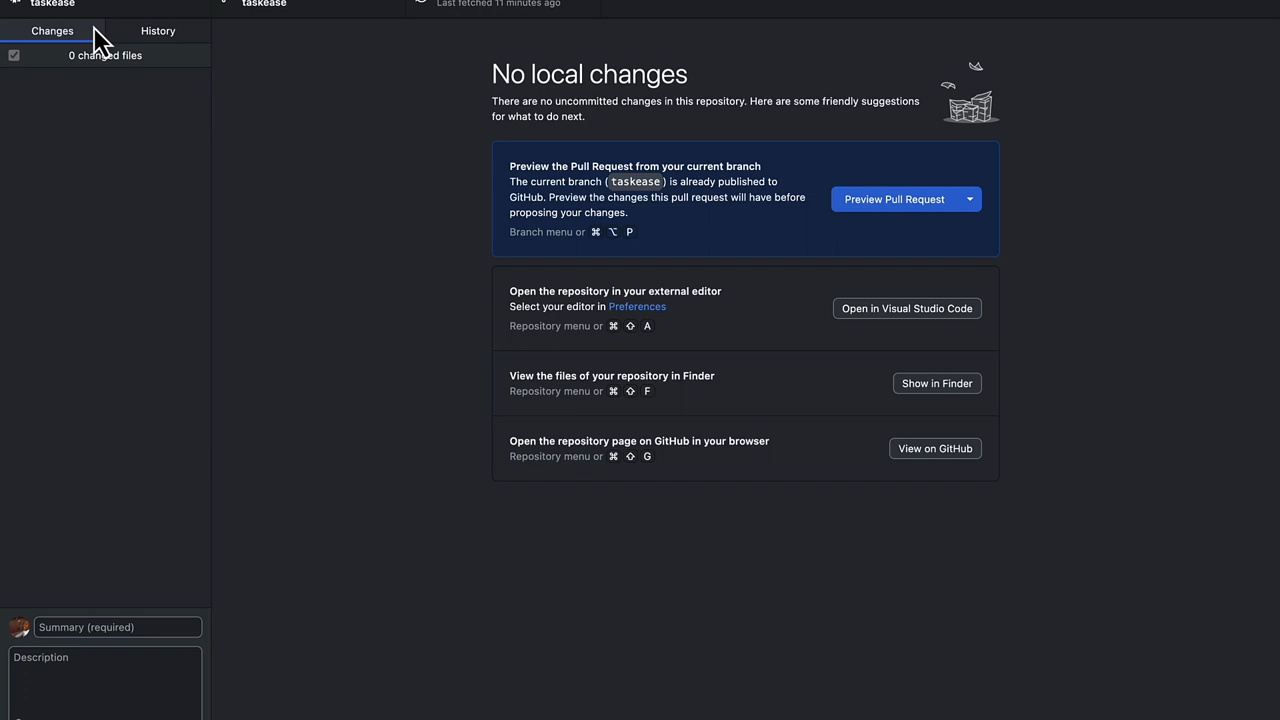 taskease
taskease
Last fetched 11 minutes ago
Changes
History
0 changed files
No local changes
There are no uncommitted changes in this repository. Here are some friendly suggestions
for what to do next.
Preview the Pull Request from your current branch
The current branch ( taskease ) is already published to
GitHub. Preview the changes this pull request will have before
proposing your changes.
Branch menu or ⌘ ⌥ P
Preview Pull Request
Open the repository in your external editor
Select your editor in Preferences
Repository menu or ⌘ ⇧ A
Open in Visual Studio Code
View the files of your repository in Finder
Repository menu or ⌘ ⇧ F
Show in Finder
Open the repository page on GitHub in your browser
Repository menu or ⌘ ⇧ G
View on GitHub
Summary (required)
Description